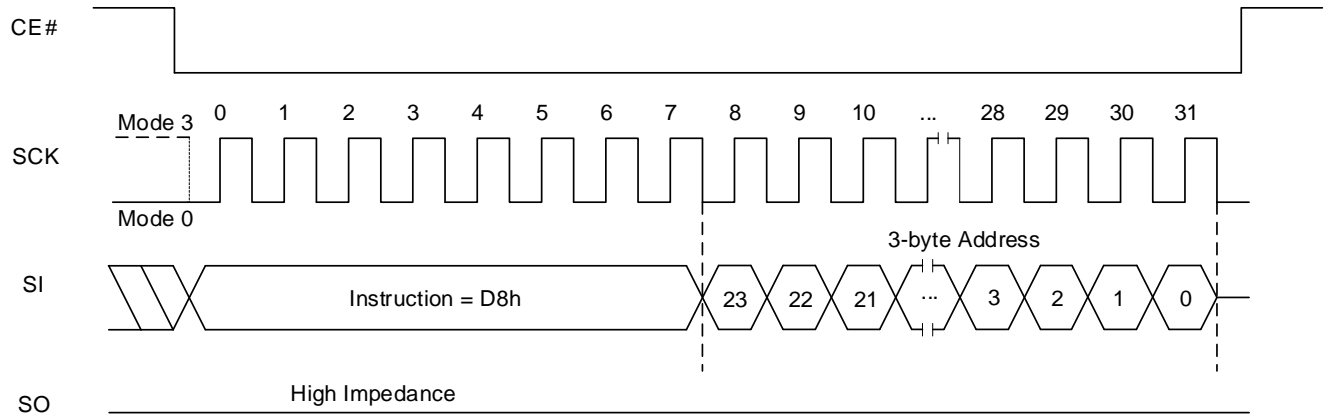 CE#
0 1 2 3 4 5 6 7 8 9 10 ... 28 29 30 31
Mode 3
SCK
Mode 0
3-byte Address
SI
Instruction = D8h 23 22 21 ... 3 2 1 0
High Impedance
SO